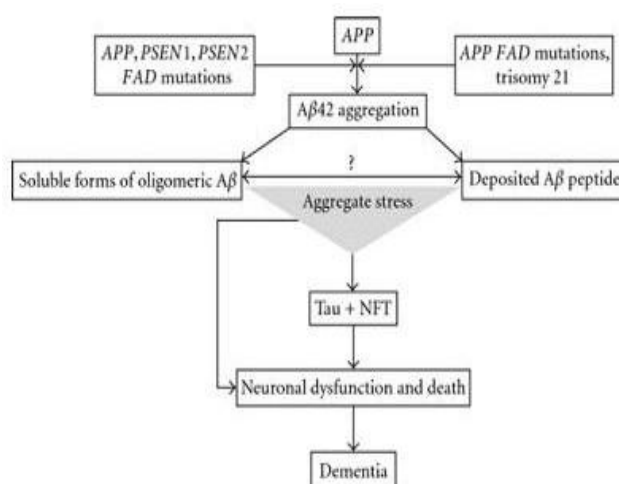 APP
APP, PSEN1, PSEN2
FAD mutations
APP FAD mutations,
trisomy 21
Aβ42 aggregation
?
Soluble forms of oligomeric Aβ
Deposited Aβ peptide
Aggregate stress
Tau + NFT
Neuronal dysfunction and death
Dementia